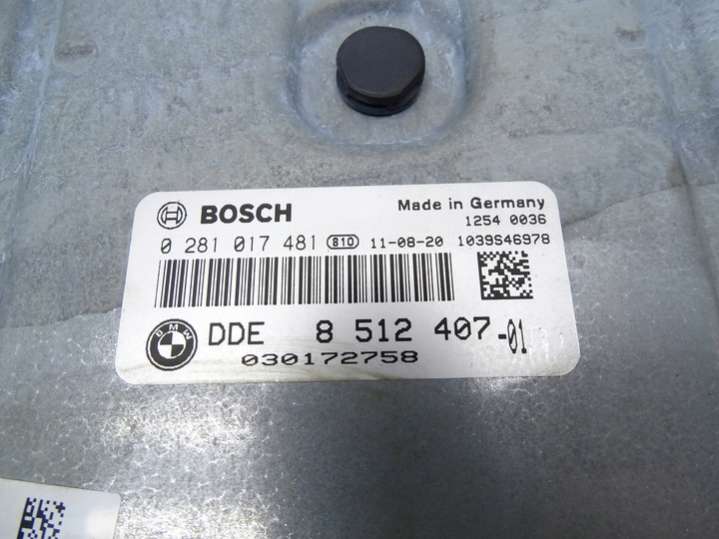 BOSCH
Made in Germany
1254 0036
0 281 017 481 810 11-08-20 1039S46978
BMW DDE 8 512 407-01
030172758